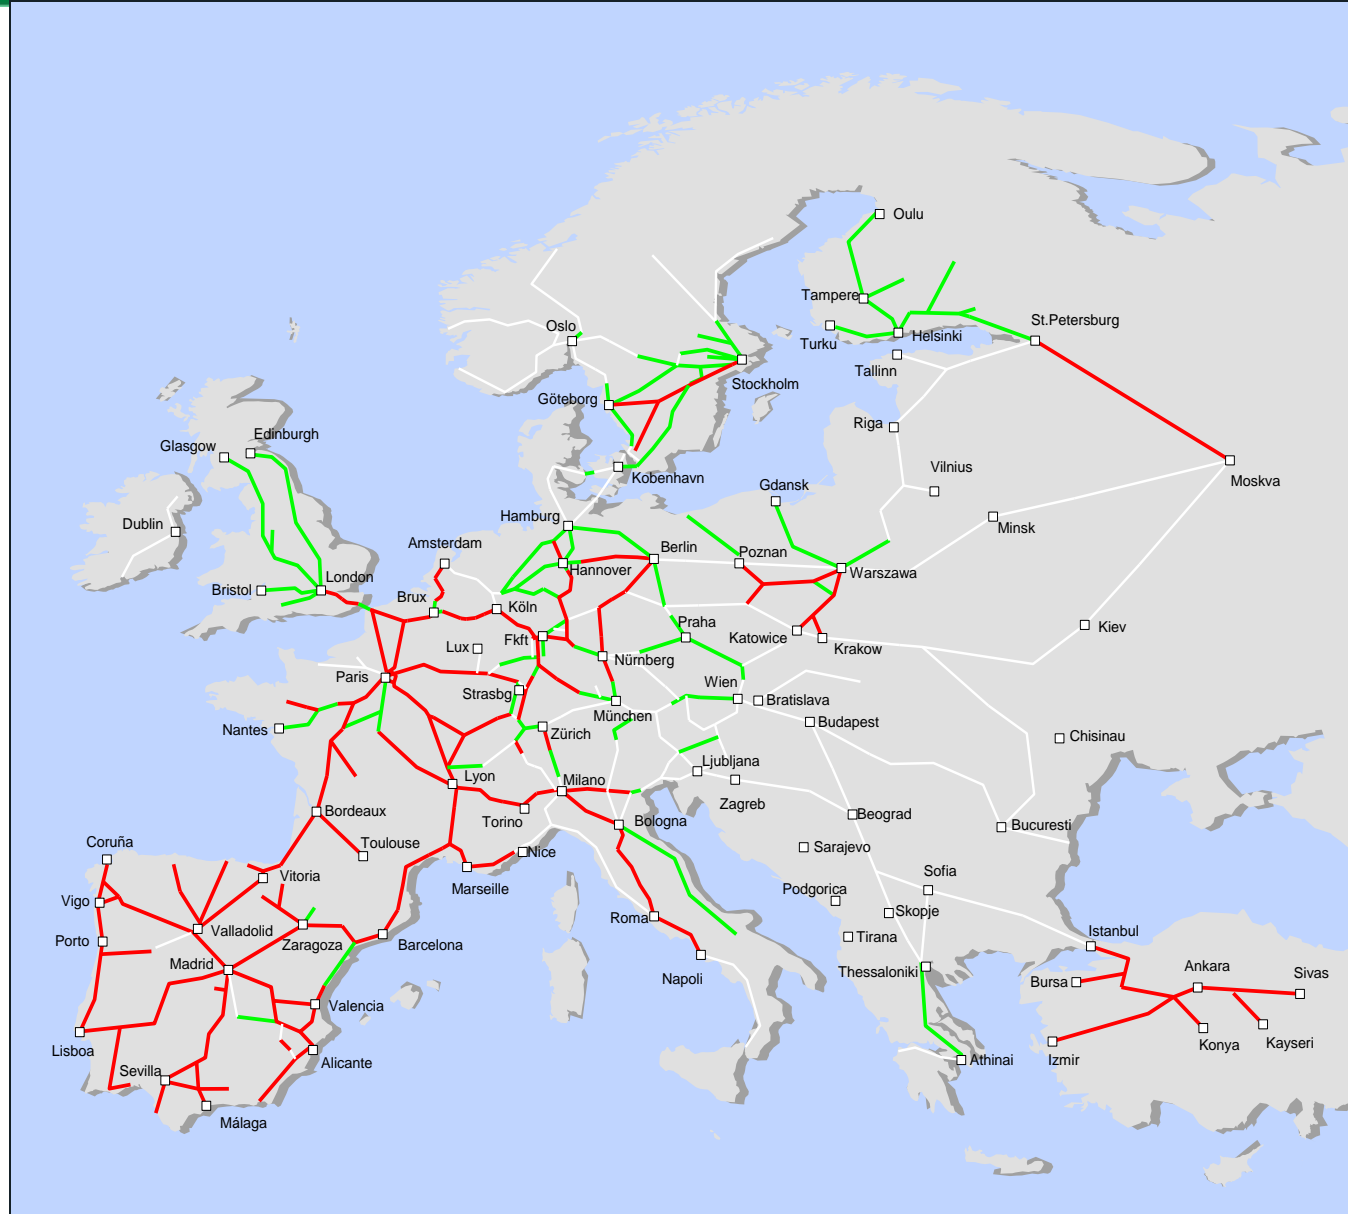 Oulu
Tampere
St.Petersburg
Oslo
Turku
Helsinki
Tallinn
Stockholm
Göteborg
Riga
Edinburgh
Glasgow
Vilnius
Kobenhavn
Moskva
Gdansk
Hamburg
Dublin
Minsk
Amsterdam
Berlin
Poznan
Hannover
Warszawa
London
Bristol
Brux
Köln
Praha
Kiev
Fkft
Katowice
Lux
Krakow
Nürnberg
Paris
Wien
Strasbg
Bratislava
München
Budapest
Nantes
Zürich
Chisinau
Ljubljana
Lyon
Milano
Zagreb
Bordeaux
Beograd
Torino
Bologna
Bucuresti
Coruña
Toulouse
Nice
Sarajevo
Vitoria
Marseille
Sofia
Podgorica
Vigo
Skopje
Roma
Valladolid
Istanbul
Porto
Zaragoza
Barcelona
Tirana
Madrid
Thessaloniki
Ankara
Napoli
Sivas
Bursa
Valencia
Lisboa
Konya
Kayseri
Alicante
Athinai
Izmir
Sevilla
Málaga